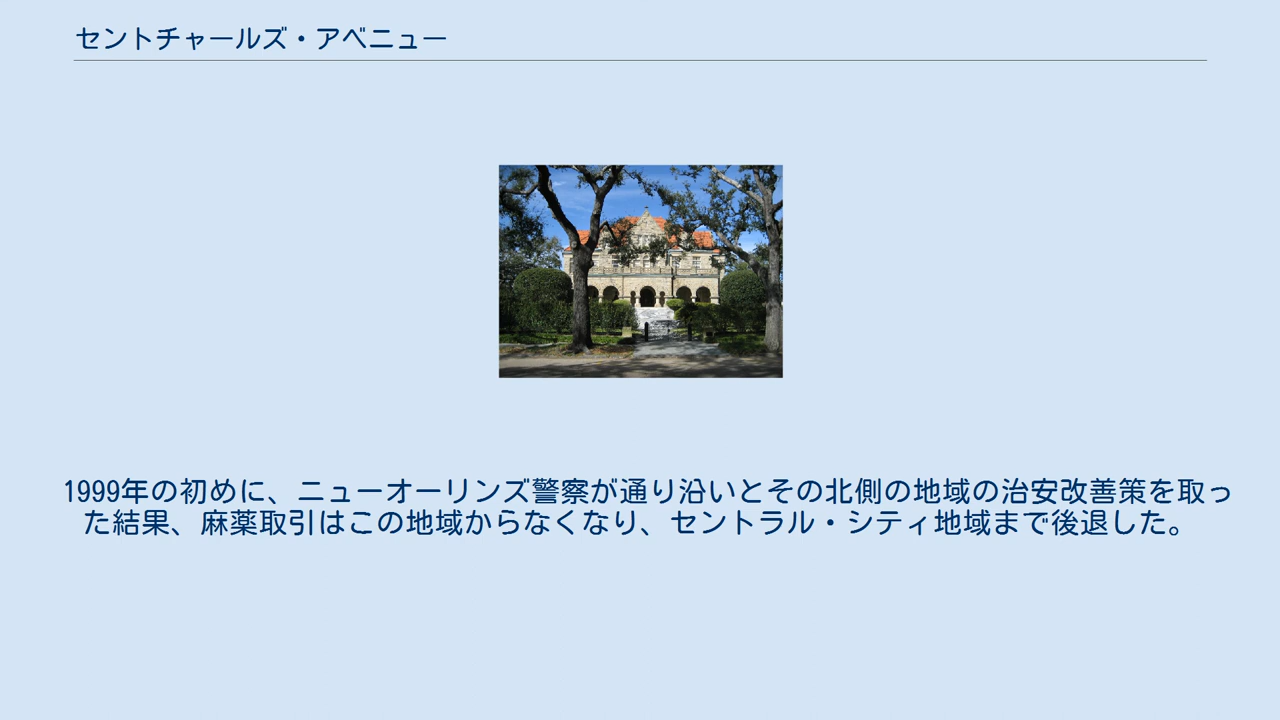 セントチャールズ・アベニュー
1999年の初めに、ニューオーリンズ警察が通り沿いとその北側の地域の治安改善策を取っ
た結果、麻薬取引はこの地域からなくなり、セントラル・シティ地域まで後退した。